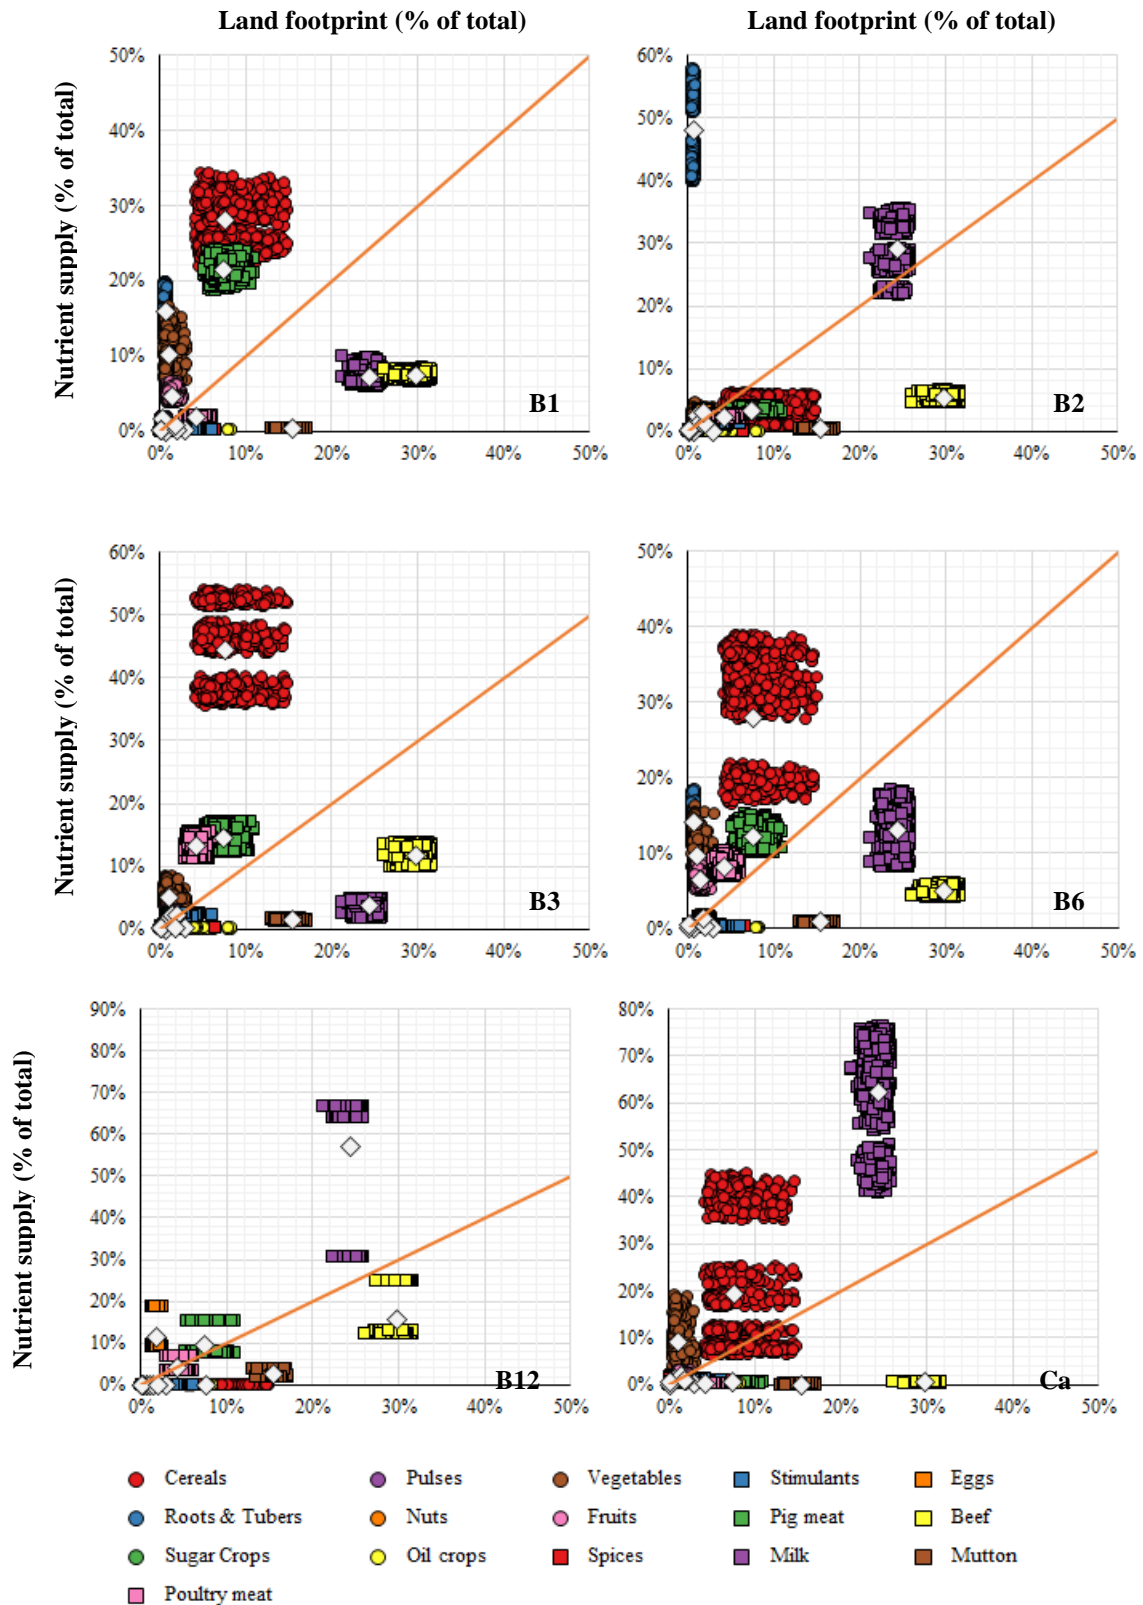 Land footprint (% of total)
Land footprint (% of total)
Nutrient supply (% of total)
50%
40%
30%
20%
10%
0%
0% 10% 20% 30% 40% 50%
B1
60%
50%
40%
30%
20%
10%
0%
0% 10% 20% 30% 40% 50%
B2
Nutrient supply (% of total)
60%
50%
40%
30%
20%
10%
0%
0% 10% 20% 30% 40% 50%
B3
50%
40%
30%
20%
10%
0%
0% 10% 20% 30% 40% 50%
B6
Nutrient supply (% of total)
90%
80%
70%
60%
50%
40%
30%
20%
10%
0%
0% 10% 20% 30% 40% 50%
B12
80%
70%
60%
50%
40%
30%
20%
10%
0%
0% 10% 20% 30% 40% 50%
Ca
Cereals Pulses Vegetables Stimulants Eggs
Roots & Tubers Nuts Fruits Pig meat Beef
Sugar Crops Oil crops Spices Milk Mutton
Poultry meat